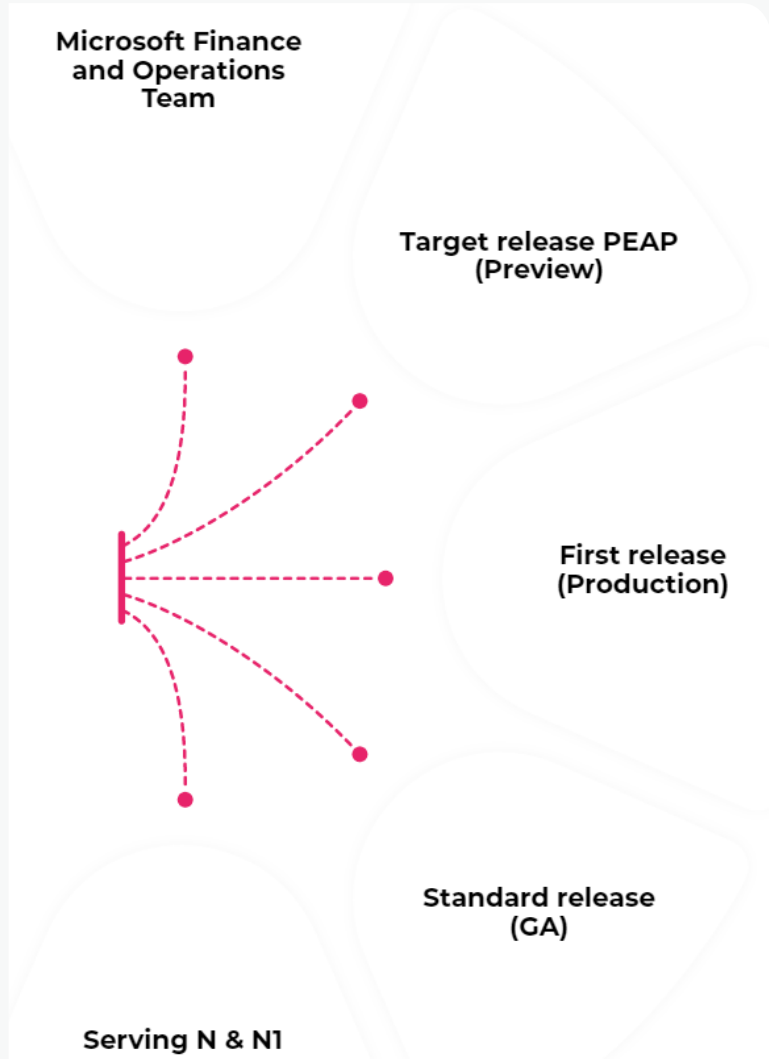 Microsoft Finance
and Operations
Team
Target release PEAP
(Preview)
First release
(Production)
Standard release
(GA)
Serving N & N1